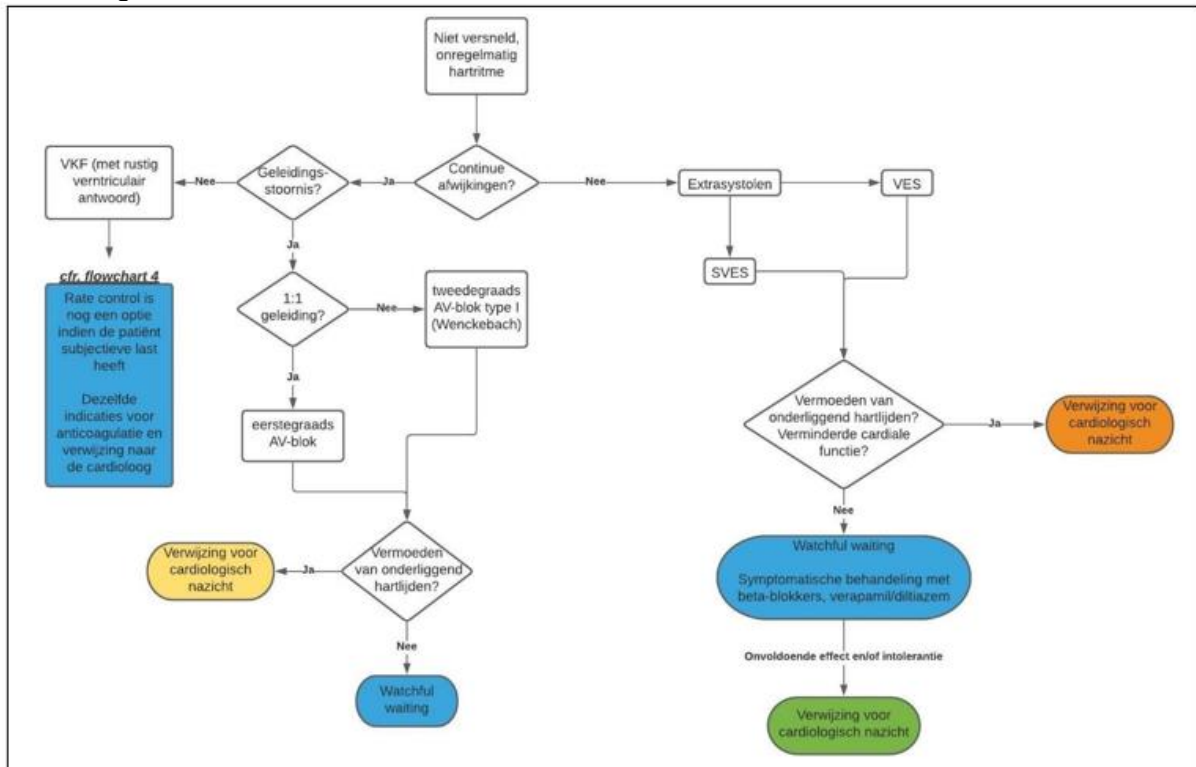 Niet versneld,
onregelmatig
hartritme
VKF (met rustig
verntriculair
antwoord)
Nee
Geleidings-
stoornis?
Ja
Continue
afwijkingen?
Nee
Extrasystolen
VES
SVES
Ja
cfr. flowchart 4
Rate control is
nog een optie
indien de patiënt
subjectieve last
heeft
Dezelfde
indicaties voor
anticoagulatie en
verwijzing naar
de cardioloog
1:1
geleiding?
Nee
tweedegraads
AV-blok type I
(Wenckebach)
Ja
eerstegraads
AV-blok
Vermoeden van
onderliggend hartlijden?
Verminderde cardiale
functie?
Ja
Verwijzing voor
cardiologisch
nazicht
Nee
Watchful waiting
Symptomatische behandeling met
beta-blokkers, verapamil/diltiazem
Onvoldoende effect en/of intolerantie
Verwijzing voor
cardiologisch nazicht
Vermoeden
van onderliggend
hartlijden?
Ja
Verwijzing voor
cardiologisch
nazicht
Nee
Watchful
waiting